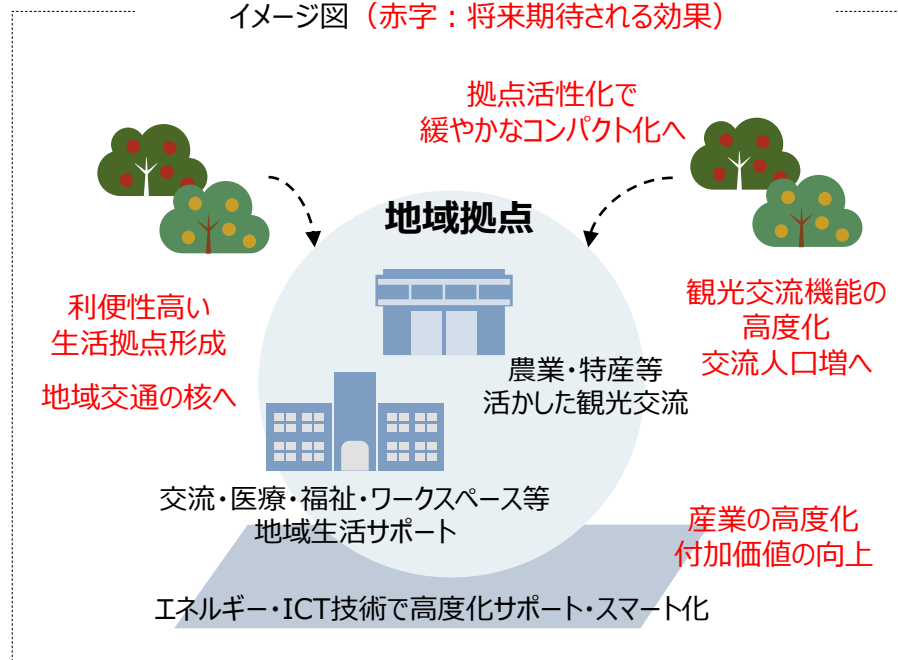 イメージ図（赤字：将来期待される効果）
拠点活性化で
緩やかなコンパクト化へ
地域拠点
利便性高い
生活拠点形成
地域交通の核へ
観光交流機能の
高度化
交流人口増へ
農業・特産等
活かした観光交流
交流・医療・福祉・ワークスペース等
地域生活サポート
産業の高度化
付加価値の向上
エネルギー・ICT技術で高度化サポート・スマート化